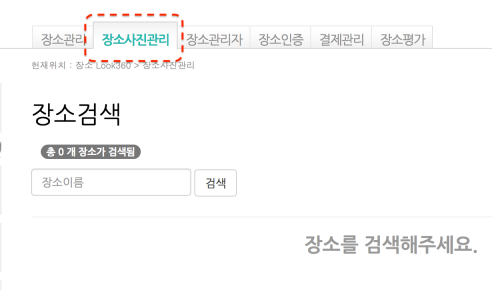 장소관리 장소사진관리 장소관리자 장소인증 결제관리 장소평가
현재위치 : 장소 Look360 > 장소사진관리
장소검색
총 0 개 장소가 검색됨
장소이름 검색
장소를 검색해주세요.